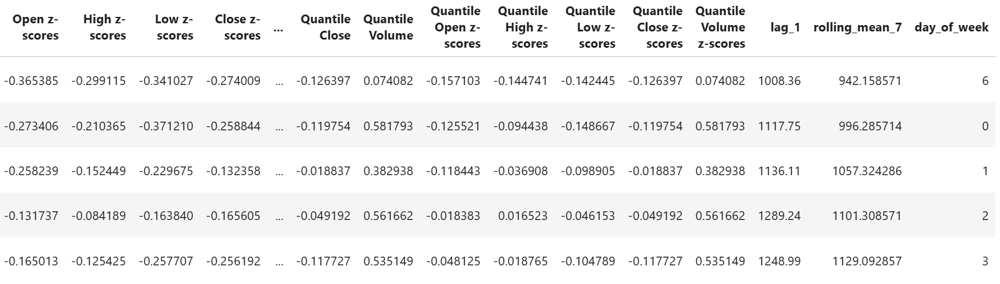 Open z-scores High z-scores Low z-scores Close z-scores ... Quantile Close Quantile Volume Quantile Open z-scores Quantile High z-scores Quantile Low z-scores Quantile Close z-scores Quantile Volume z-scores lag_1 rolling_mean_7 day_of_week
-0.365385 -0.299115 -0.341027 -0.274009 ... -0.126397 0.074082 -0.157103 -0.144741 -0.142445 -0.126397 0.074082 1008.36 942.158571 6
-0.273406 -0.210365 -0.371210 -0.258844 ... -0.119754 0.581793 -0.125521 -0.094438 -0.148667 -0.119754 0.581793 1117.75 996.285714 0
-0.258239 -0.152449 -0.229675 -0.132358 ... -0.018837 0.382938 -0.118443 -0.036908 -0.098905 -0.018837 0.382938 1136.11 1057.324286 1
-0.131737 -0.084189 -0.163840 -0.165605 ... -0.049192 0.561662 -0.018383 0.016523 -0.046153 -0.049192 0.561662 1289.24 1101.308571 2
-0.165013 -0.125425 -0.257707 -0.256192 ... -0.117727 0.535149 -0.048125 -0.018765 -0.104789 -0.117727 0.535149 1248.99 1129.092857 3